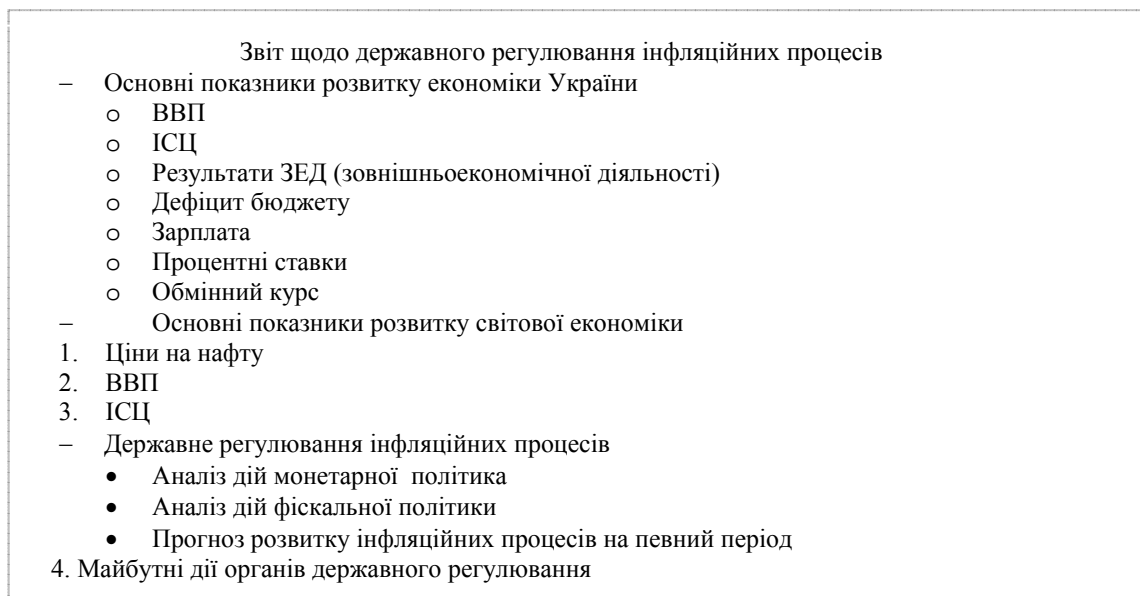 Звіт щодо державного регулювання інфляційних процесів
– Основні показники розвитку економіки України
o ВВП
o ІСЦ
o Результати ЗЕД (зовнішньоекономічної діяльності)
o Дефіцит бюджету
o Зарплата
o Процентні ставки
o Обмінний курс
– Основні показники розвитку світової економіки
1. Ціни на нафту
2. ВВП
3. ІСЦ
– Державне регулювання інфляційних процесів
• Аналіз дій монетарної політика
• Аналіз дій фіскальної політики
• Прогноз розвитку інфляційних процесів на певний період
4. Майбутні дії органів державного регулювання